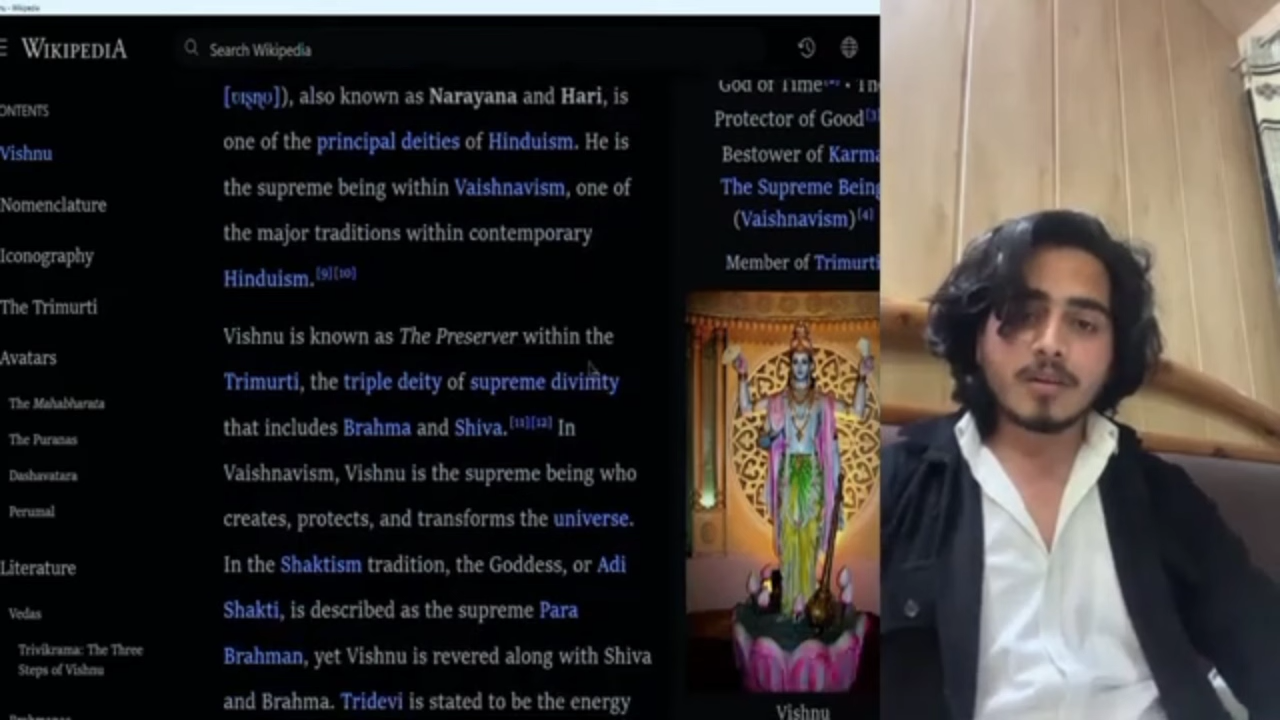 WIKIPEDIA
Search Wikipedia
CONTENTS
Vishnu
Nomenclature
Iconography
The Trimurti
Avatars
The Mahabharata
The Puranas
Dashavatara
Perumal
Literature
Vedas
Trivikrama: The Three
Steps of Vishnu
[ʋɪʂɳʊ]), also known as Narayana and Hari, is
one of the principal deities of Hinduism. He is
the supreme being within Vaishnavism, one of
the major traditions within contemporary
Hinduism.[9][10]
Vishnu is known as The Preserver within the
Trimurti, the triple deity of supreme divinity
that includes Brahma and Shiva.[11][12] In
Vaishnavism, Vishnu is the supreme being who
creates, protects, and transforms the universe.
In the Shaktism tradition, the Goddess, or Adi
Shakti, is described as the supreme Para
Brahman, yet Vishnu is revered along with Shiva
and Brahma. Tridevi is stated to be the energy
God of Time
Protector of Good[3]
Bestower of Karma
The Supreme Being
(Vaishnavism)[4]
Member of Trimurti
Vishnu